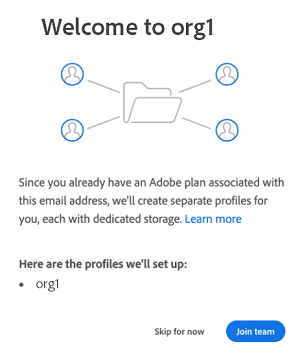 Welcome to org1
Since you already have an Adobe plan associated with
this email address, we'll create separate profiles for
you, each with dedicated storage. Learn more
Here are the profiles we'll set up:
• org1
Skip for now Join team